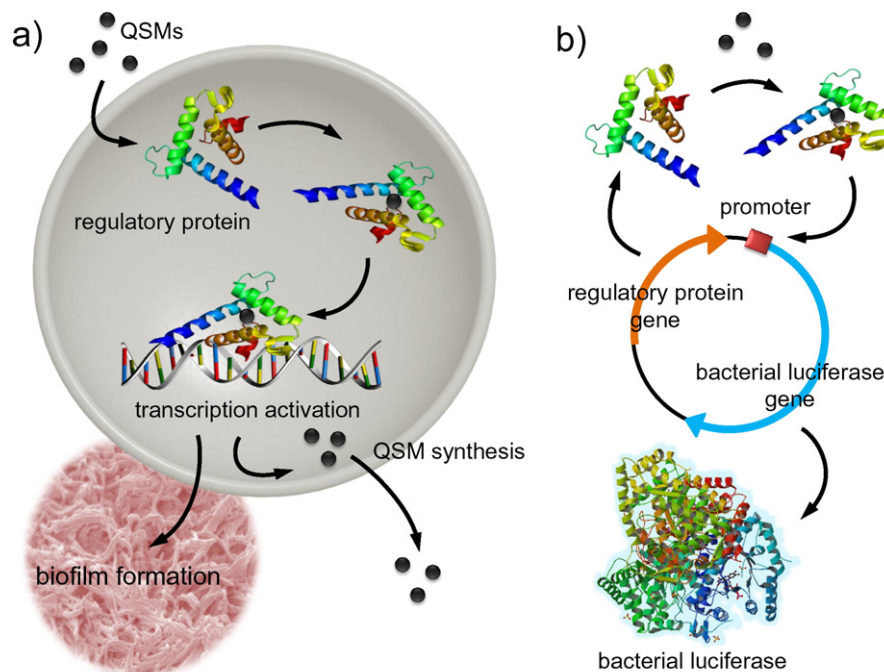 a)
QSMs
regulatory protein
transcription activation
QSM synthesis
biofilm formation
b)
promoter
regulatory protein
gene
bacterial luciferase
gene
bacterial luciferase